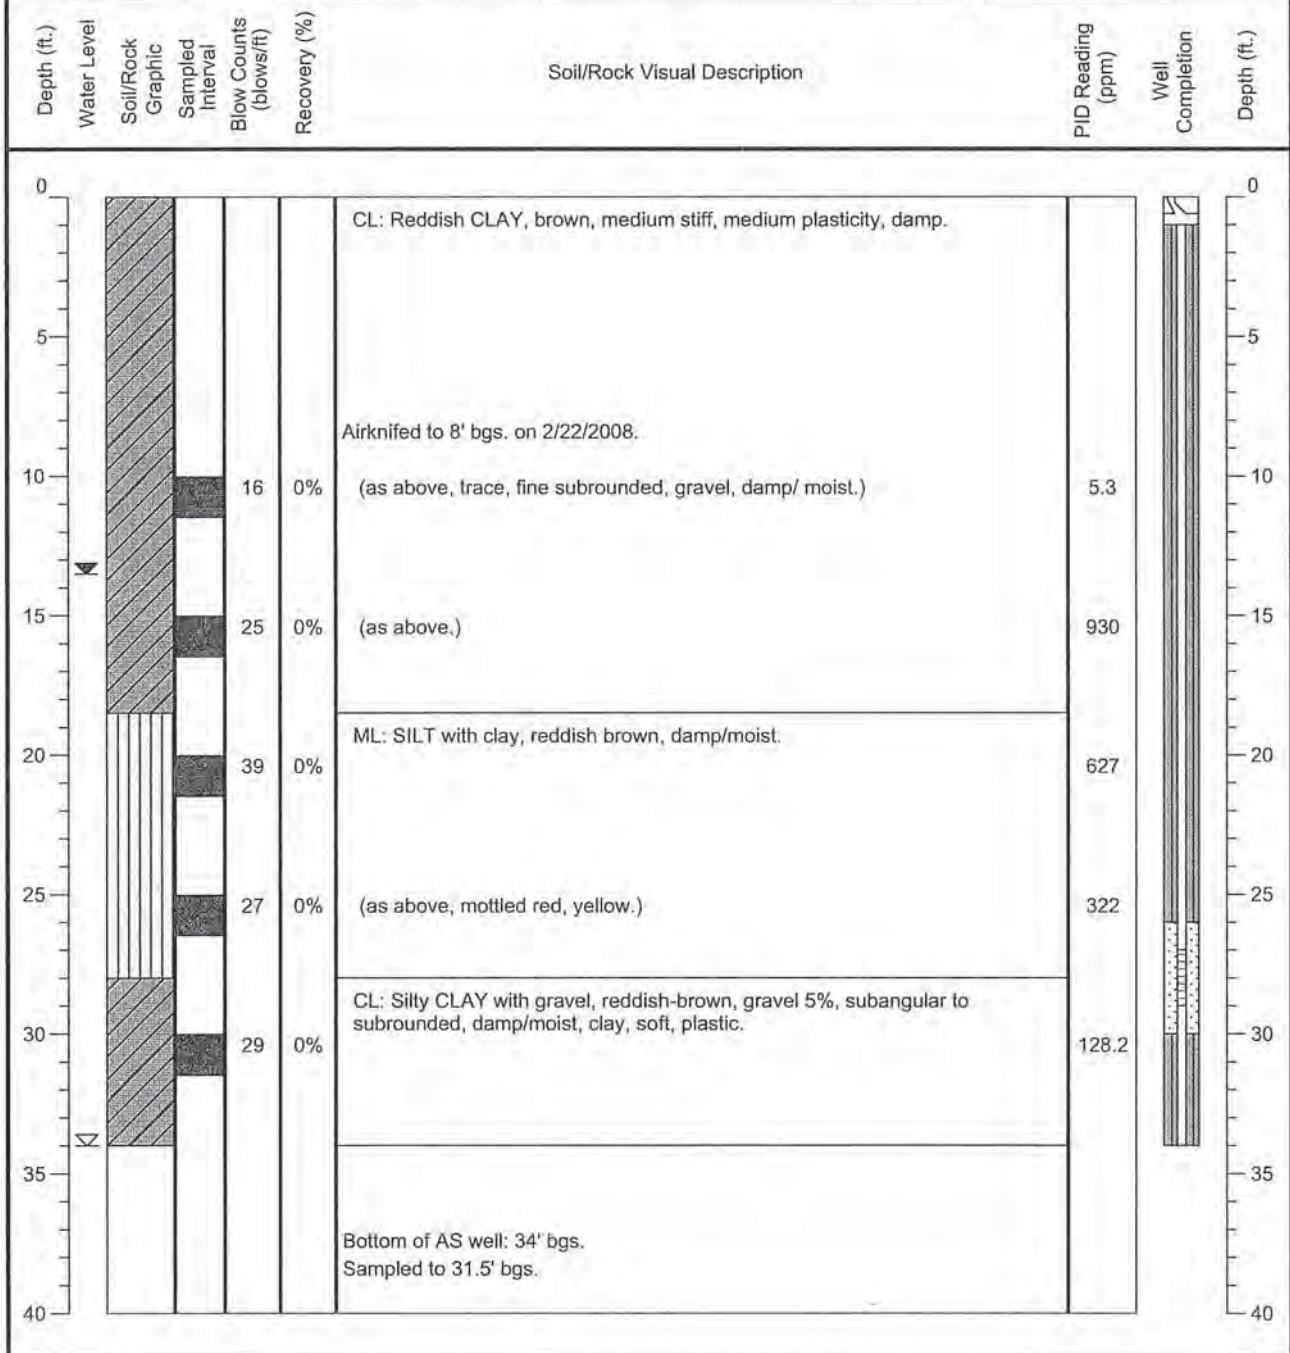 Depth (ft.)
Water Level
Soil/Rock
Graphic
Sampled
Interval
Blow Counts
(blows/ft)
Recovery (%)
Soil/Rock Visual Description
PID Reading
(ppm)
Well
Completion
Depth (ft.)
0 0
CL: Reddish CLAY, brown, medium stiff, medium plasticity, damp.
5 5
Airknifed to 8' bgs. on 2/22/2008.
10 16 0% (as above, trace, fine subrounded, gravel, damp/ moist.) 5.3 10
15 25 0% (as above.) 930 15
ML: SILT with clay, reddish brown, damp/moist.
20 39 0% 627 20
25 27 0% (as above, mottled red, yellow.) 322 25
CL: Silty CLAY with gravel, reddish-brown, gravel 5%, subangular to
subrounded, damp/moist, clay, soft, plastic.
30 29 0% 128.2 30
35 35
Bottom of AS well: 34' bgs.
Sampled to 31.5' bgs.
40 40